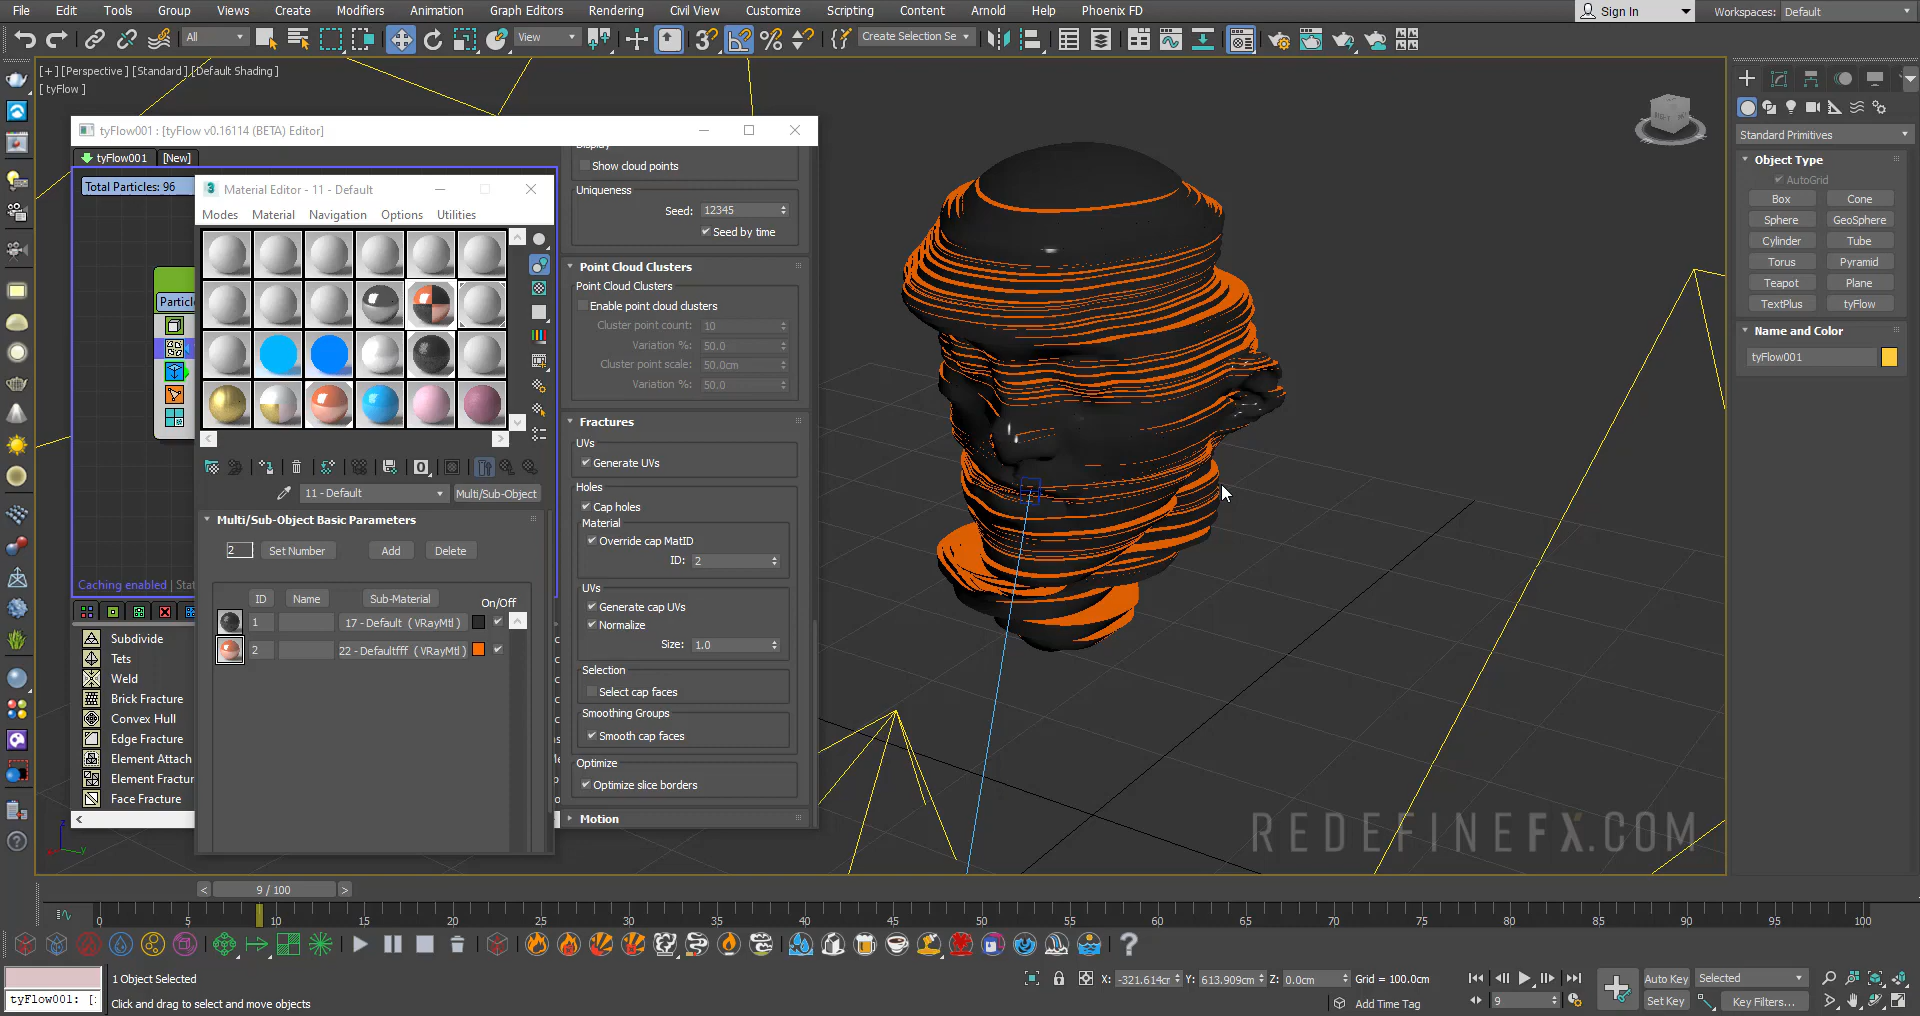 File Edit Tools Group Views Create Modifiers Animation Graph Editors Rendering Civil View Customize Scripting Content Arnold Help Phoenix FD Sign In Workspaces: Default
All View Create Selection Se
[+] [Perspective ] [Standard ] [Default Shading ]
[ tyFlow ]
tyFlow001 : [tyFlow v0.16114 (BETA) Editor]
tyFlow001 [New]
Total Particles: 96
Particle
Caching enabled | Stat
Subdivide
Tets
Weld
Brick Fracture
Convex Hull
Edge Fracture
Element Attach
Element Fractur
Face Fracture
Material Editor - 11 - Default
Modes Material Navigation Options Utilities
11 - Default Multi/Sub-Object
Multi/Sub-Object Basic Parameters
2 Set Number Add Delete
ID Name Sub-Material On/Off
1 17 - Default ( VRayMtl )
2 22 - Defaultfff ( VRayMtl )
Display
Show cloud points
Uniqueness
Seed: 12345
Seed by time
Point Cloud Clusters
Point Cloud Clusters
Enable point cloud clusters
Cluster point count: 10
Variation %: 50.0
Cluster point scale: 50.0cm
Variation %: 50.0
Fractures
UVs
Generate UVs
Holes
Cap holes
Material
Override cap MatID
ID: 2
UVs
Generate cap UVs
Normalize
Size: 1.0
Selection
Select cap faces
Smoothing Groups
Smooth cap faces
Optimize
Optimize slice borders
Motion
Standard Primitives
Object Type
AutoGrid
Box Cone
Sphere GeoSphere
Cylinder Tube
Torus Pyramid
Teapot Plane
TextPlus tyFlow
Name and Color
tyFlow001
REDEFINEFX.COM
9 / 100
0 5 10 15 20 25 30 35 40 45 50 55 60 65 70 75 80 85 90 95 100
1 Object Selected
X: -321.614cm Y: 613.909cm Z: 0.0cm Grid = 100.0cm
Auto Key Selected
tyFlow001: [:
Click and drag to select and move objects
Add Time Tag
9
Set Key Key Filters...